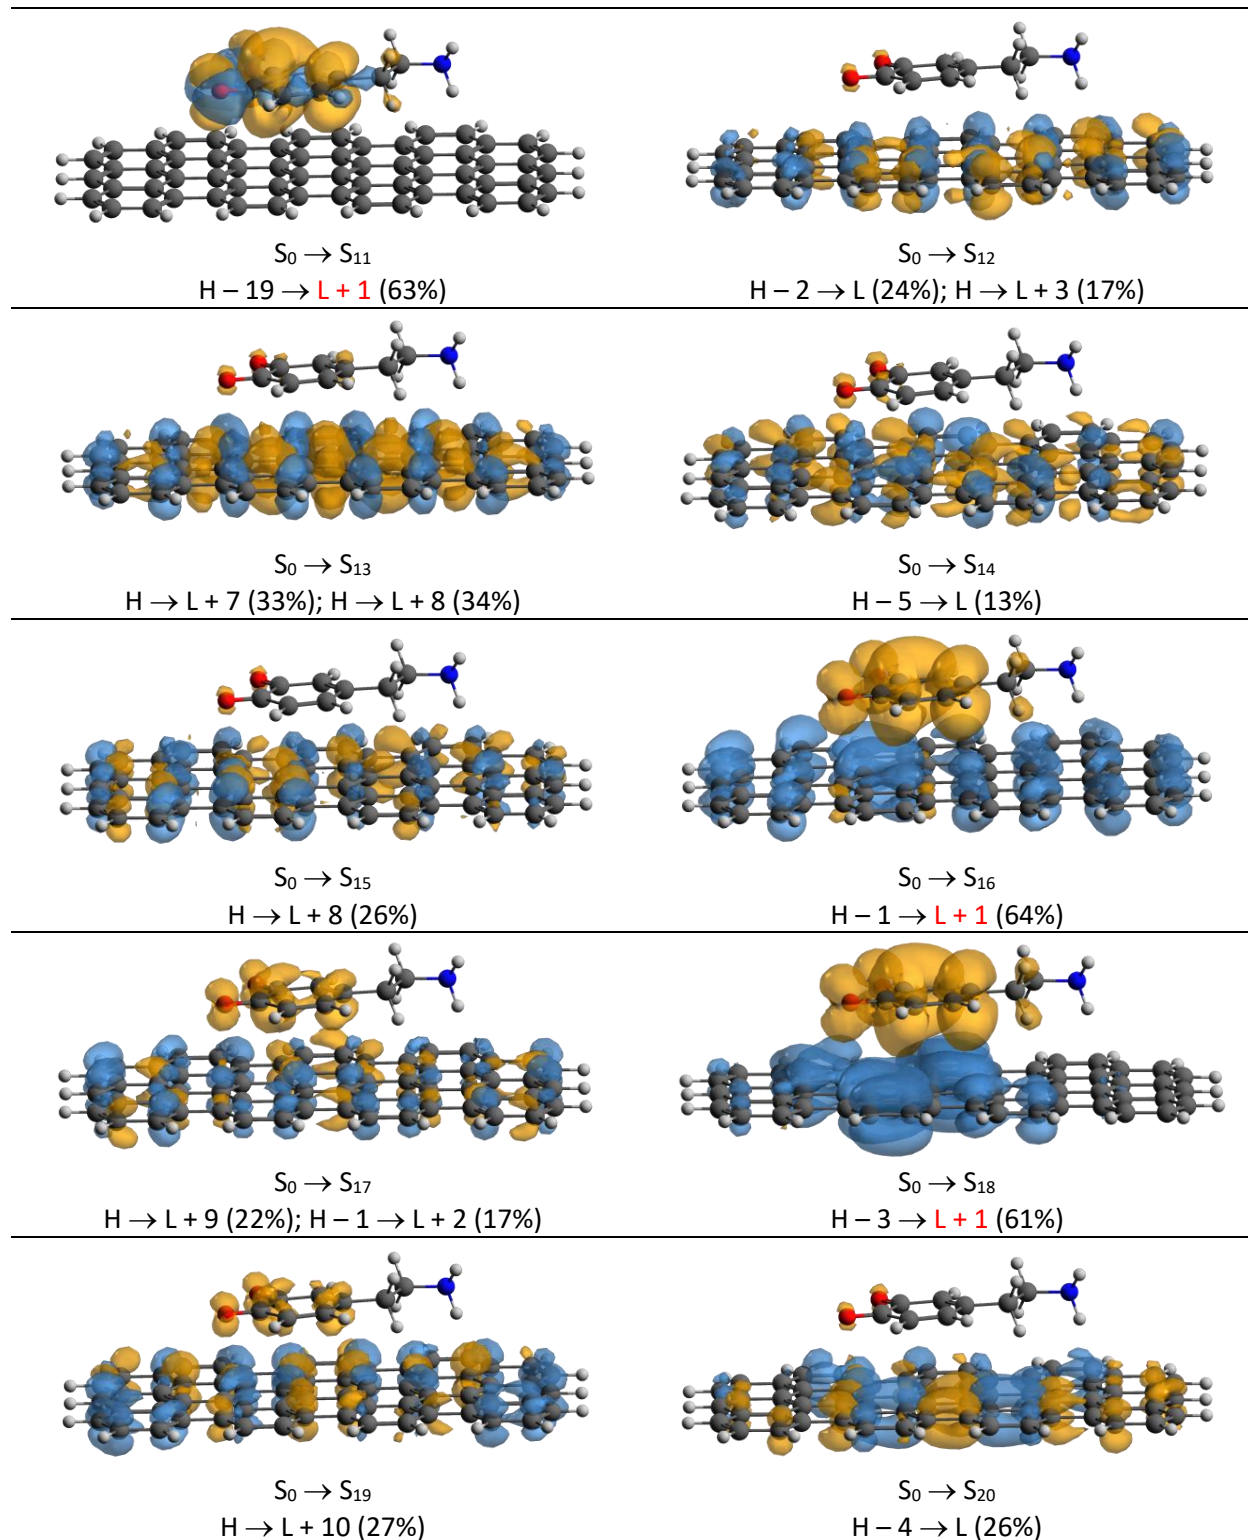 S₀ → S₁₁
H – 19 → L + 1 (63%)
S₀ → S₁₂
H – 2 → L (24%); H → L + 3 (17%)
S₀ → S₁₃
H → L + 7 (33%); H → L + 8 (34%)
S₀ → S₁₄
H – 5 → L (13%)
S₀ → S₁₅
H → L + 8 (26%)
S₀ → S₁₆
H – 1 → L + 1 (64%)
S₀ → S₁₇
H → L + 9 (22%); H – 1 → L + 2 (17%)
S₀ → S₁₈
H – 3 → L + 1 (61%)
S₀ → S₁₉
H → L + 10 (27%)
S₀ → S₂₀
H – 4 → L (26%)